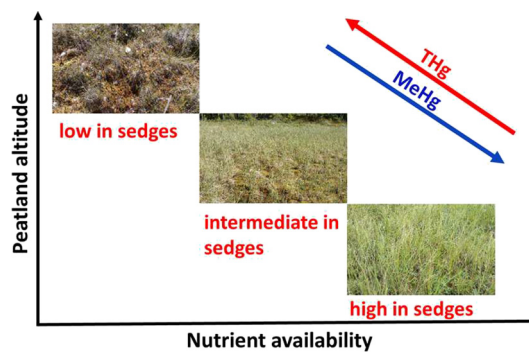 THg
MeHg
low in sedges
intermediate in
sedges
high in sedges
Peatland altitude
Nutrient availability